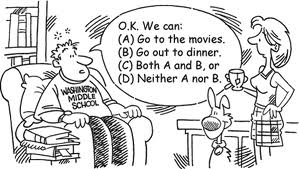 O.K. We can:
(A) Go to the movies.
(B) Go out to dinner.
(C) Both A and B, or
(D) Neither A nor B.
WASHINGTON
MIDDLE
SCHOOL